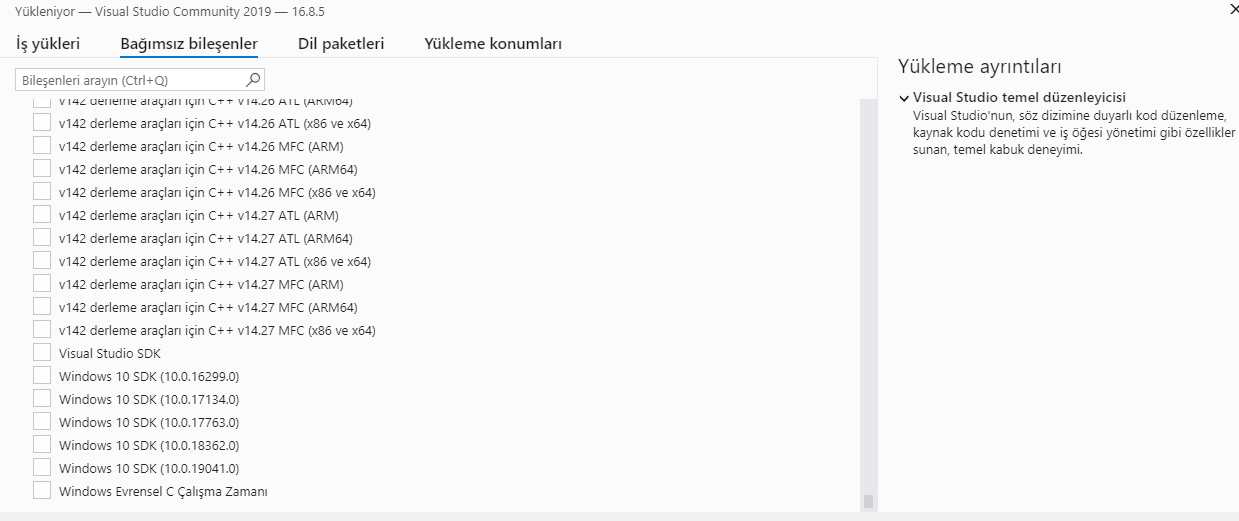 Yükleniyor — Visual Studio Community 2019 — 16.8.5
İş yükleri
Bağımsız bileşenler
Dil paketleri
Yükleme konumları
Bileşenleri arayın (Ctrl+Q)
v142 derleme araçları için C++ v14.26 ATL (ARM64)
v142 derleme araçları için C++ v14.26 ATL (x86 ve x64)
v142 derleme araçları için C++ v14.26 MFC (ARM)
v142 derleme araçları için C++ v14.26 MFC (ARM64)
v142 derleme araçları için C++ v14.26 MFC (x86 ve x64)
v142 derleme araçları için C++ v14.27 ATL (ARM)
v142 derleme araçları için C++ v14.27 ATL (ARM64)
v142 derleme araçları için C++ v14.27 ATL (x86 ve x64)
v142 derleme araçları için C++ v14.27 MFC (ARM)
v142 derleme araçları için C++ v14.27 MFC (ARM64)
v142 derleme araçları için C++ v14.27 MFC (x86 ve x64)
Visual Studio SDK
Windows 10 SDK (10.0.16299.0)
Windows 10 SDK (10.0.17134.0)
Windows 10 SDK (10.0.17763.0)
Windows 10 SDK (10.0.18362.0)
Windows 10 SDK (10.0.19041.0)
Windows Evrensel C Çalışma Zamanı
Yükleme ayrıntıları
Visual Studio temel düzenleyicisi
Visual Studio'nun, söz dizimine duyarlı kod düzenleme,
kaynak kodu denetimi ve iş öğesi yönetimi gibi özellikler
sunan, temel kabuk deneyimi.